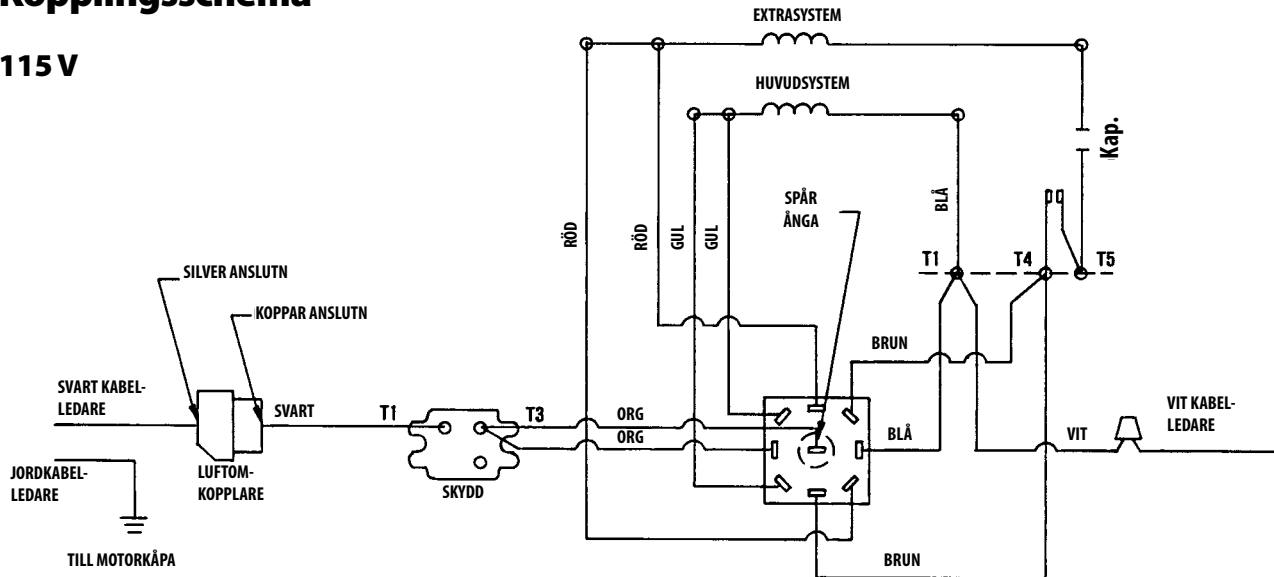 Kopplingsschema
115 V
EXTRASYSTEM
HUVUDSYSTEM
Kap.
SPÅR
ÅNGA
BLÅ
RÖD
RÖD
GUL
GUL
T1
T4
T5
SILVER ANSLUTN
KOPPAR ANSLUTN
BRUN
SVART KABEL-
LEDARE
SVART
T1
T3
ORG
ORG
BLÅ
VIT
VIT KABEL-
LEDARE
JORDKABEL-
LEDARE
LUFTOM-
KOPPLARE
SKYDD
TILL MOTORKÅPA
BRUN